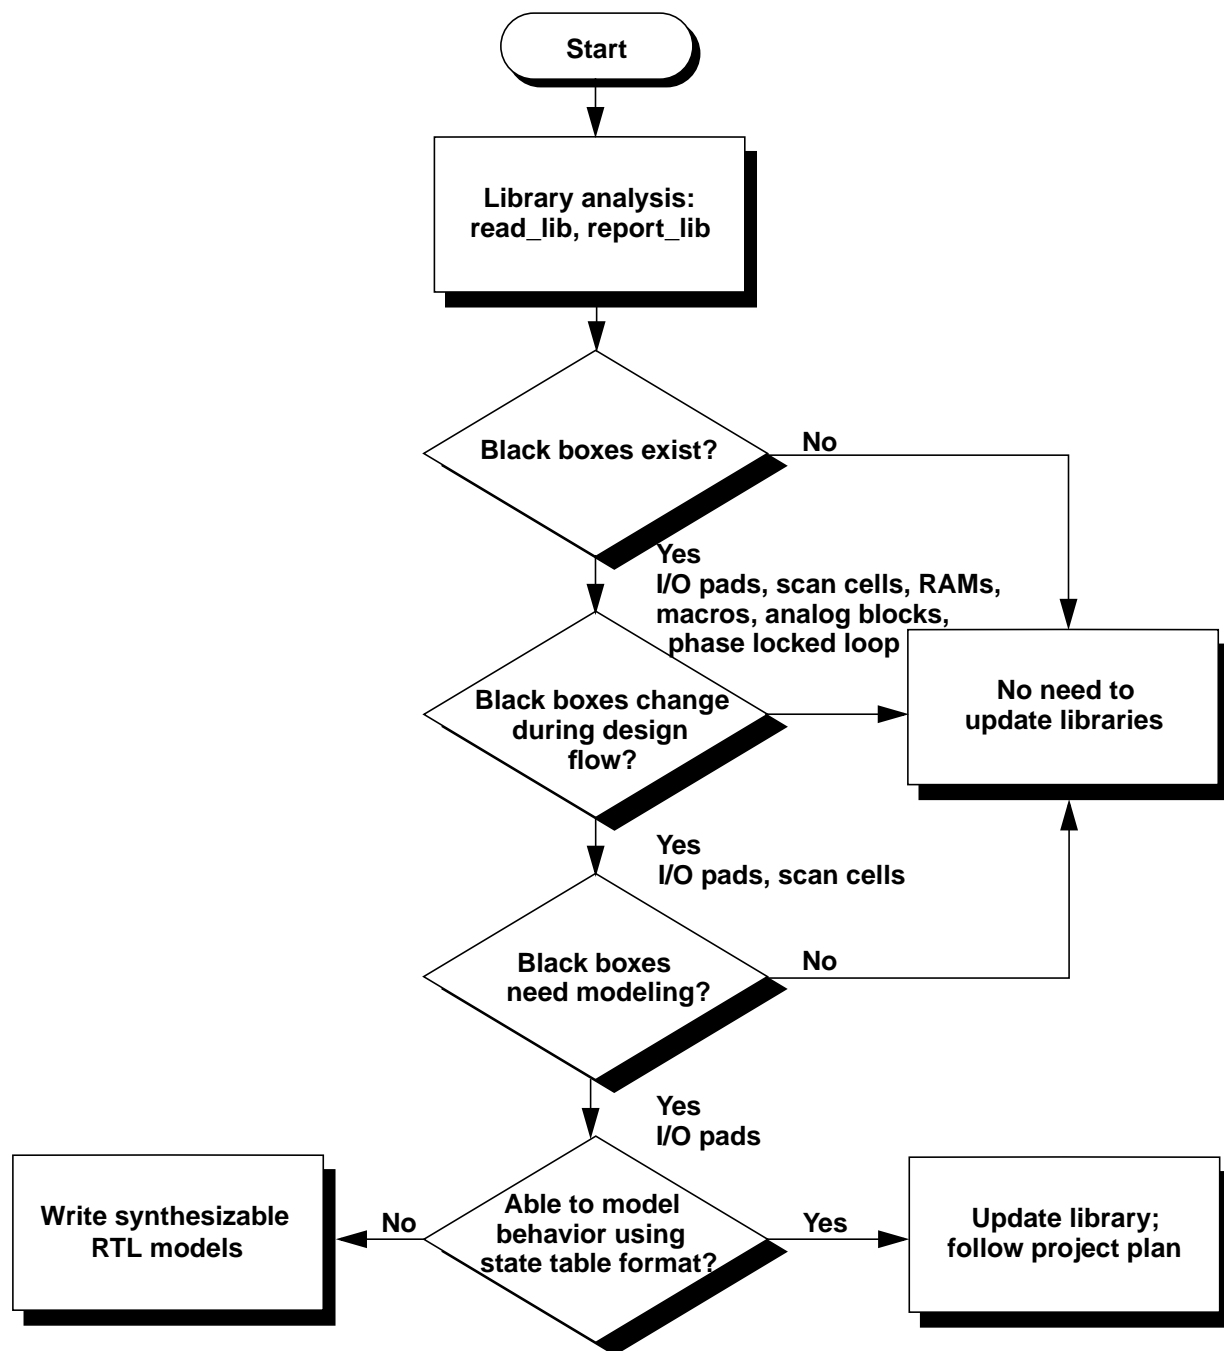 Start
Library analysis:
read_lib, report_lib
Black boxes exist?
No
Yes
I/O pads, scan cells, RAMs,
macros, analog blocks,
phase locked loop
No need to
update libraries
Black boxes change
during design
flow?
Yes
I/O pads, scan cells
Black boxes
need modeling?
No
Yes
I/O pads
Write synthesizable
RTL models
No
Able to model
behavior using
state table format?
Yes
Update library;
follow project plan